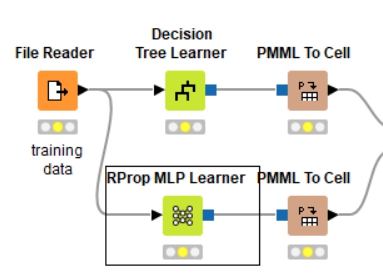 File Reader
Decision
Tree Learner
PMML To Cell
training
data
RProp MLP Learner
PMML To Cell